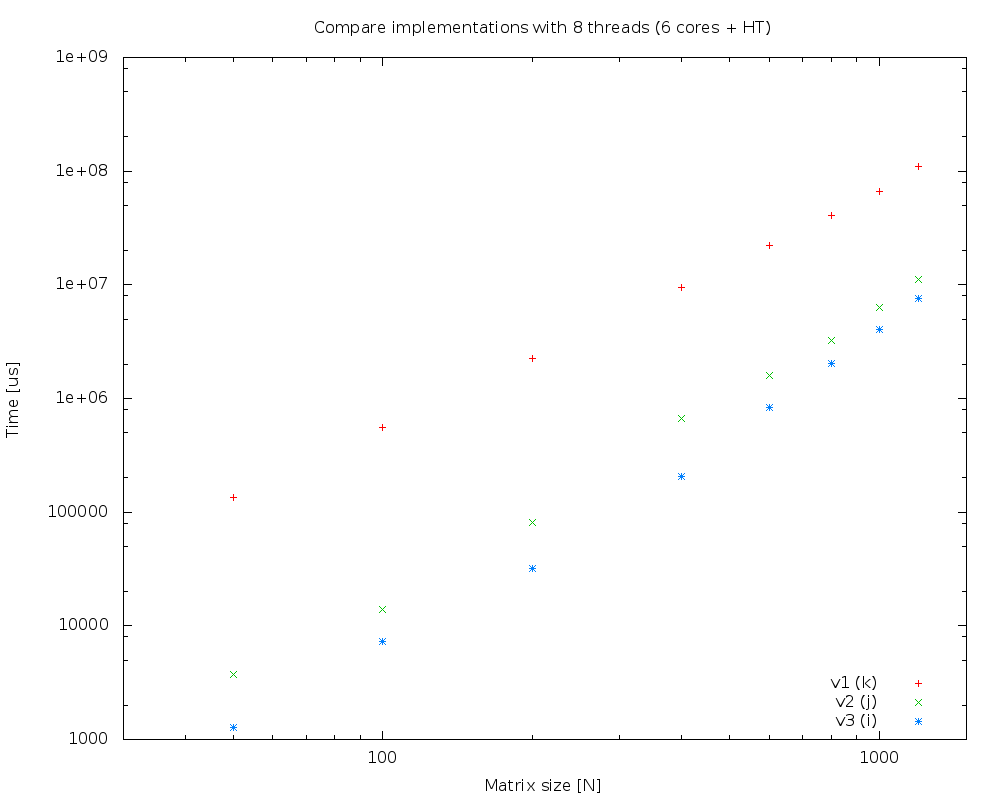 Compare implementations with 8 threads (6 cores + HT)
1e+09
1e+08
1e+07
1e+06
100000
10000
1000
Time [us]
v1 (k)
v2 (j)
v3 (i)
100
1000
Matrix size [N]